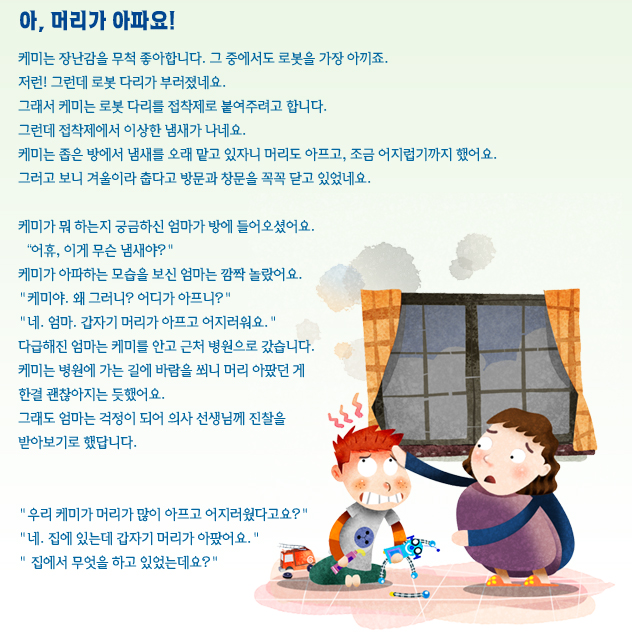 아, 머리가 아파요!
케미는 장난감을 무척 좋아합니다. 그 중에서도 로봇을 가장 아끼죠.
저런! 그런데 로봇 다리가 부러졌네요.
그래서 케미는 로봇 다리를 접착제로 붙여주려고 합니다.
그런데 접착제에서 이상한 냄새가 나네요.
케미는 좁은 방에서 냄새를 오래 맡고 있자니 머리도 아프고, 조금 어지럽기까지 했어요.
그러고 보니 겨울이라 춥다고 방문과 창문을 꼭꼭 닫고 있었네요.
케미가 뭐 하는지 궁금하신 엄마가 방에 들어오셨어요.
"어휴, 이게 무슨 냄새야?"
케미가 아파하는 모습을 보신 엄마는 깜짝 놀랐어요.
"케미야. 왜 그러니? 어디가 아프니?"
"네. 엄마. 갑자기 머리가 아프고 어지러워요."
다급해진 엄마는 케미를 안고 근처 병원으로 갔습니다.
케미는 병원에 가는 길에 바람을 쐬니 머리 아팠던 게
한결 괜찮아지는 듯했어요.
그래도 엄마는 걱정이 되어 의사 선생님께 진찰을
받아보기로 했답니다.
"우리 케미가 머리가 많이 아프고 어지러웠다고요?"
"네. 집에 있는데 갑자기 머리가 아팠어요."
" 집에서 무엇을 하고 있었는데요?"